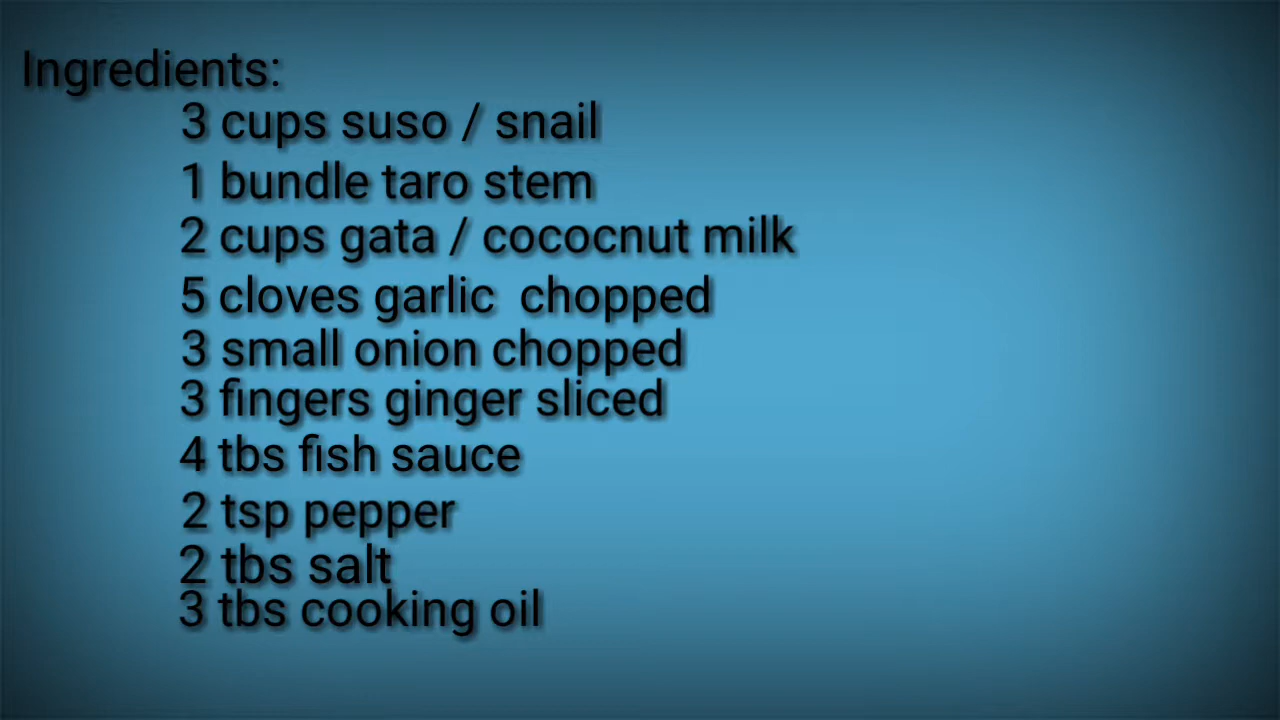 Ingredients:
3 cups suso / snail
1 bundle taro stem
2 cups gata / cococnut milk
5 cloves garlic  chopped
3 small onion chopped
3 fingers ginger sliced
4 tbs fish sauce
2 tsp pepper
2 tbs salt
3 tbs cooking oil